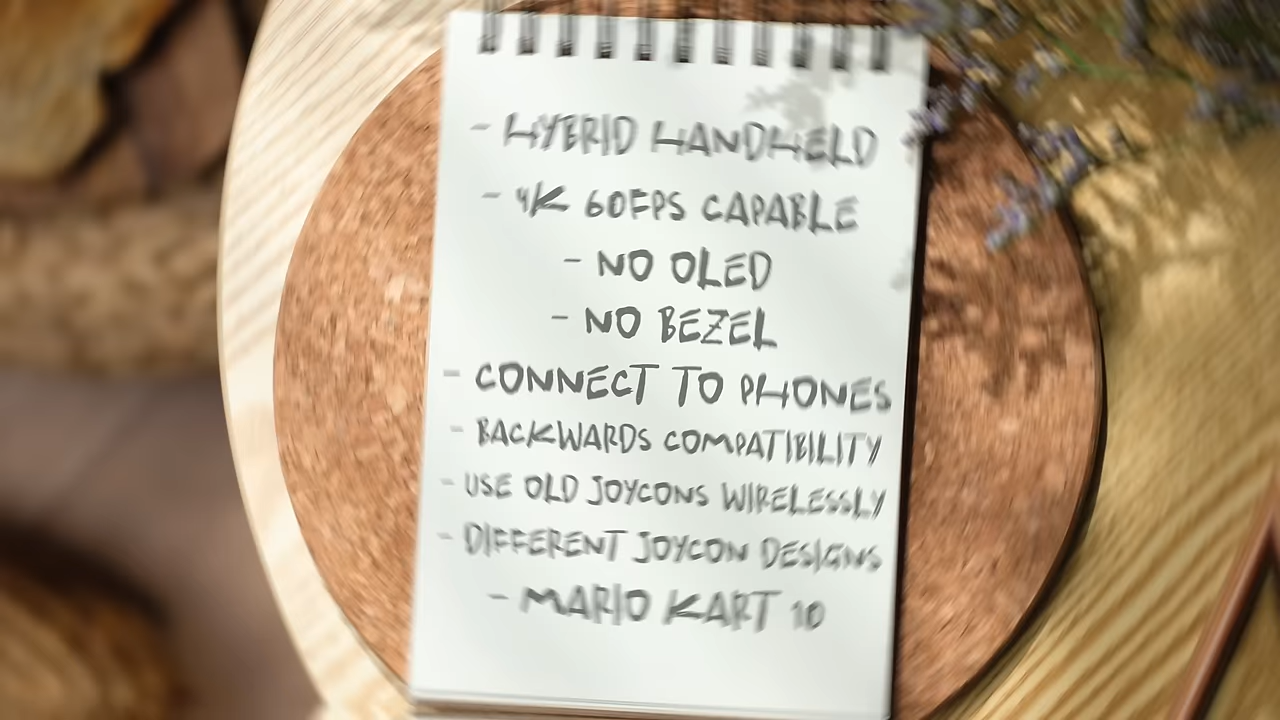 - HYBRID HANDHELD
- 4K 60FPS CAPABLE
- NO OLED
- NO BEZEL
- CONNECT TO PHONES
- BACKWARDS COMPATIBILITY
- USE OLD JOYCONS WIRELESSLY
- DIFFERENT JOYCON DESIGNS
- MARIO KART 10